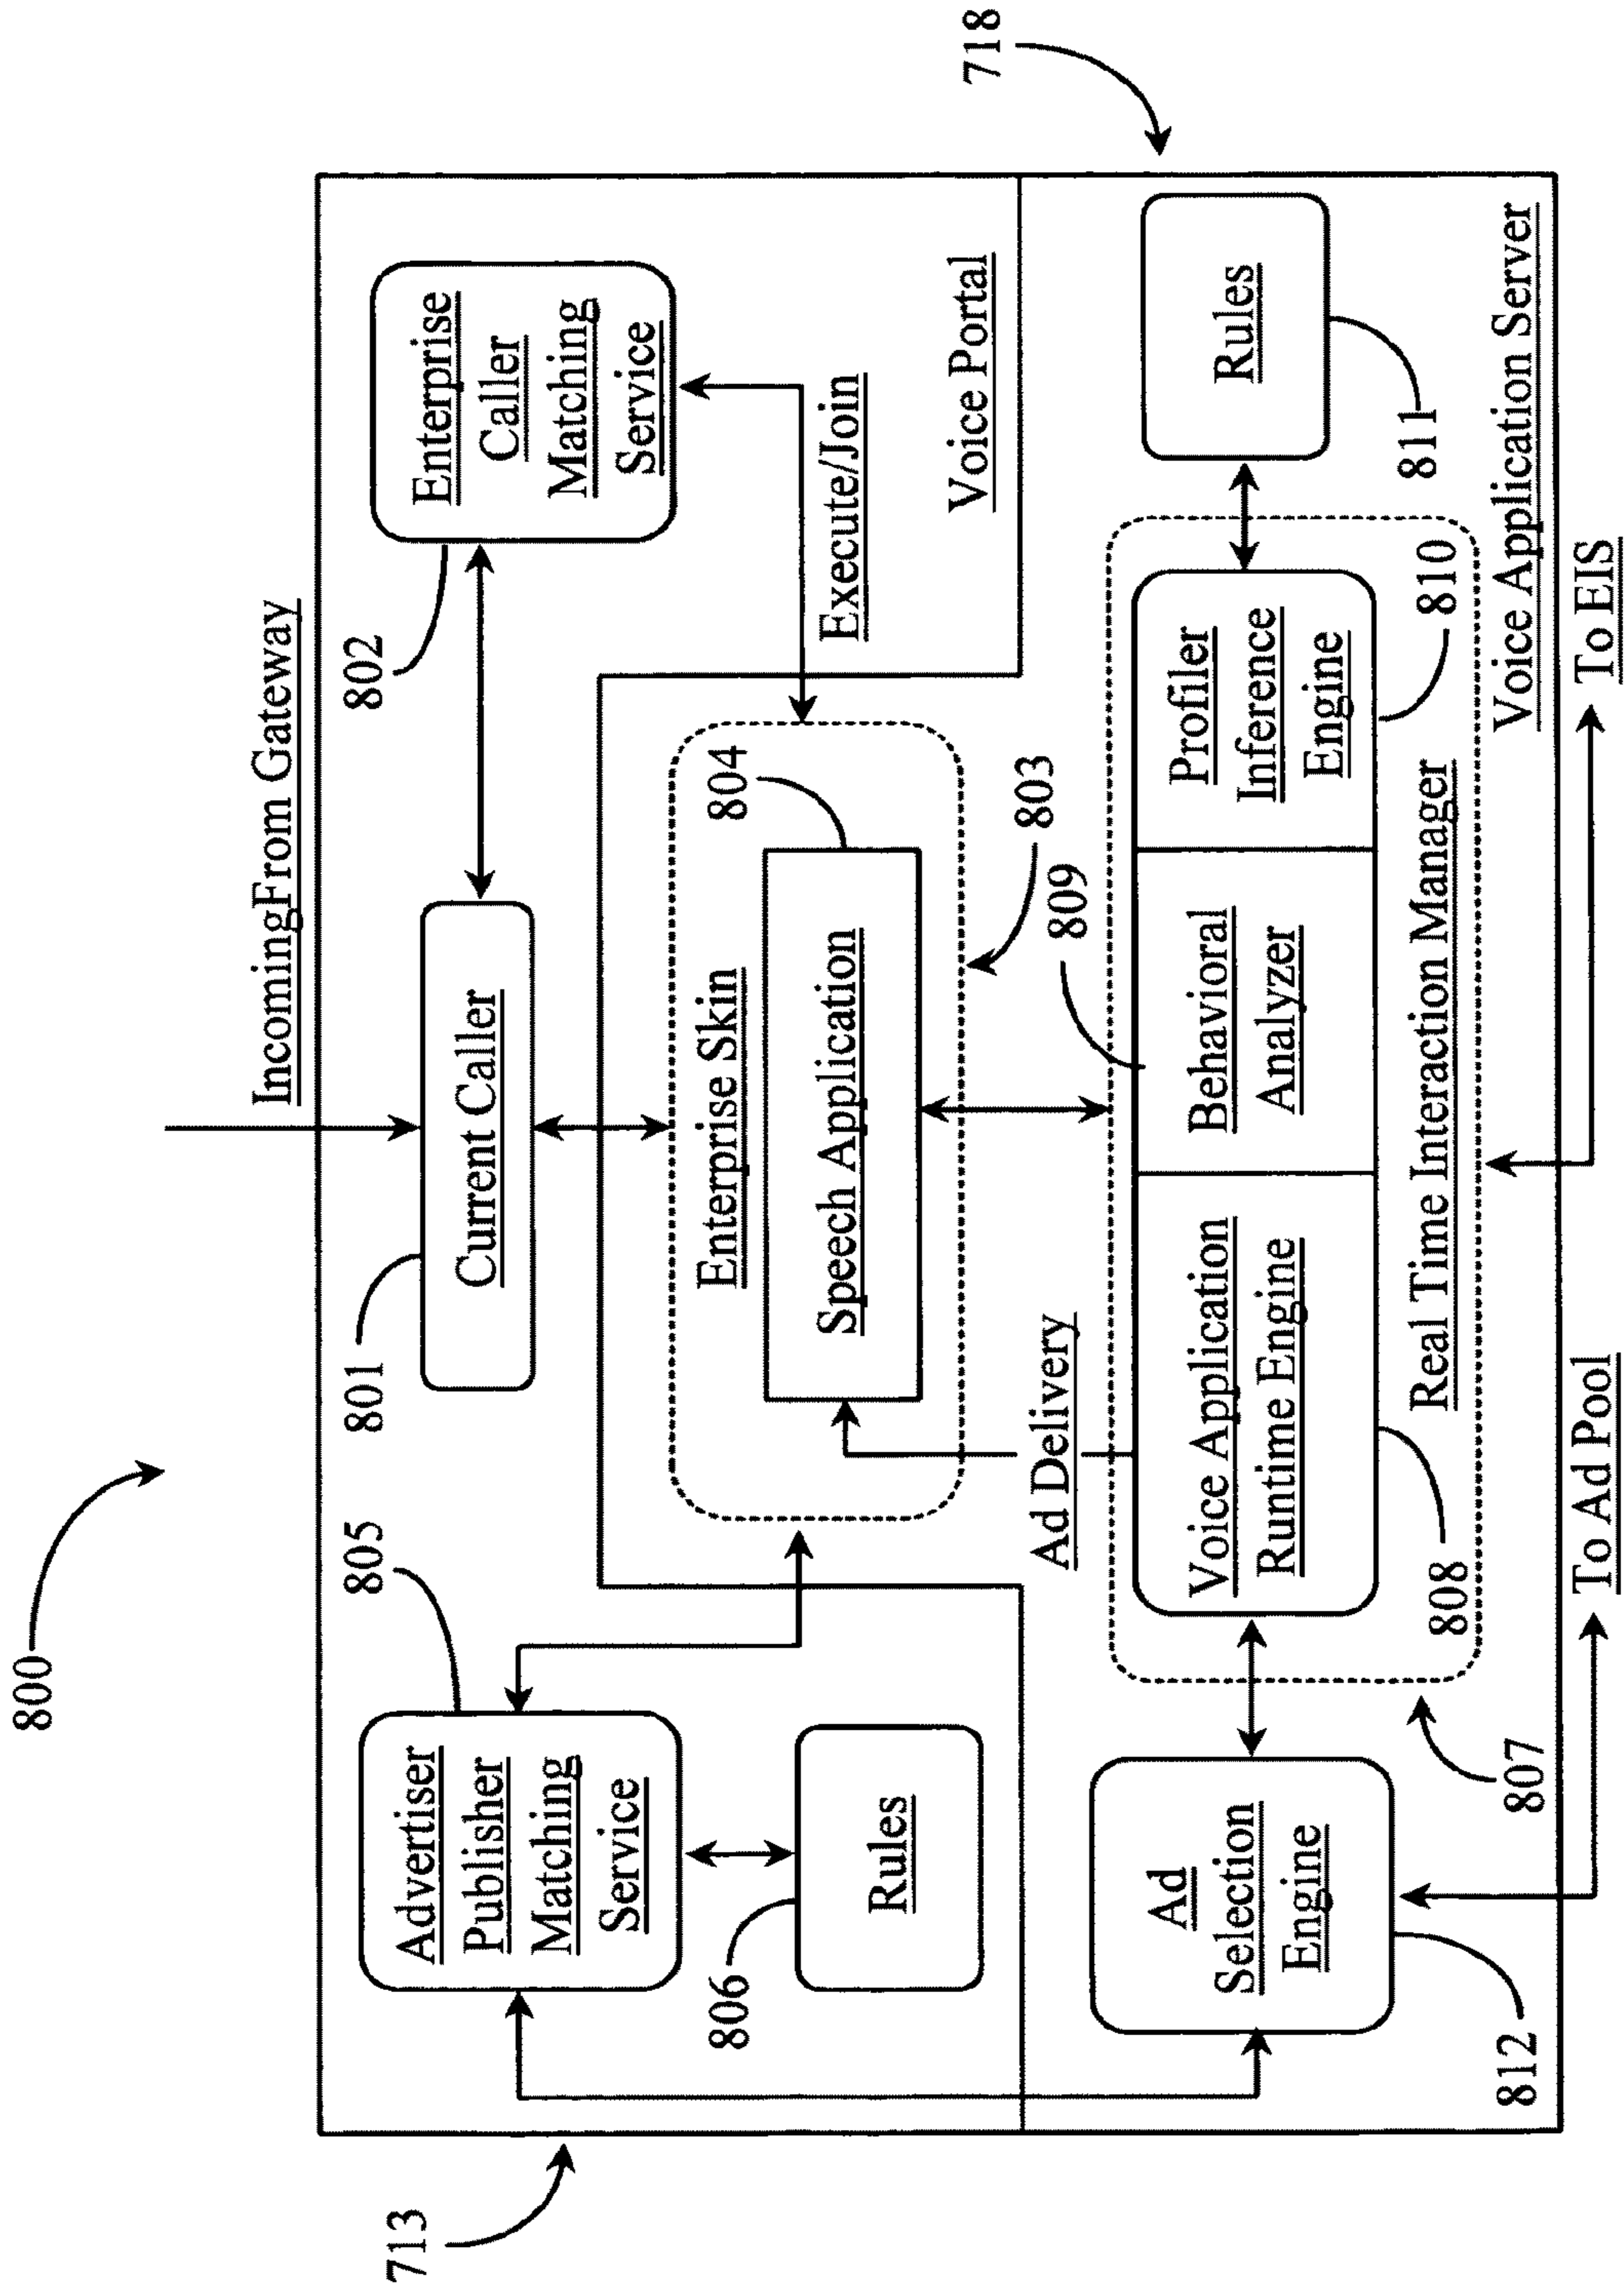 800
IncomingFrom Gateway
713
805
801
802
718
Advertiser
Publisher
Matching
Service
Current Caller
Enterprise
Caller
Matching
Service
806
Rules
Enterprise Skin
804
Speech Application
Execute/Join
803
Voice Portal
Ad Delivery
809
Ad
Selection
Engine
Voice Application
Runtime Engine
Behavioral
Analyzer
Profiler
Inference
Engine
Rules
811
812
807
808
Real Time Interaction Manager
810
Voice Application Server
To Ad Pool
To EIS